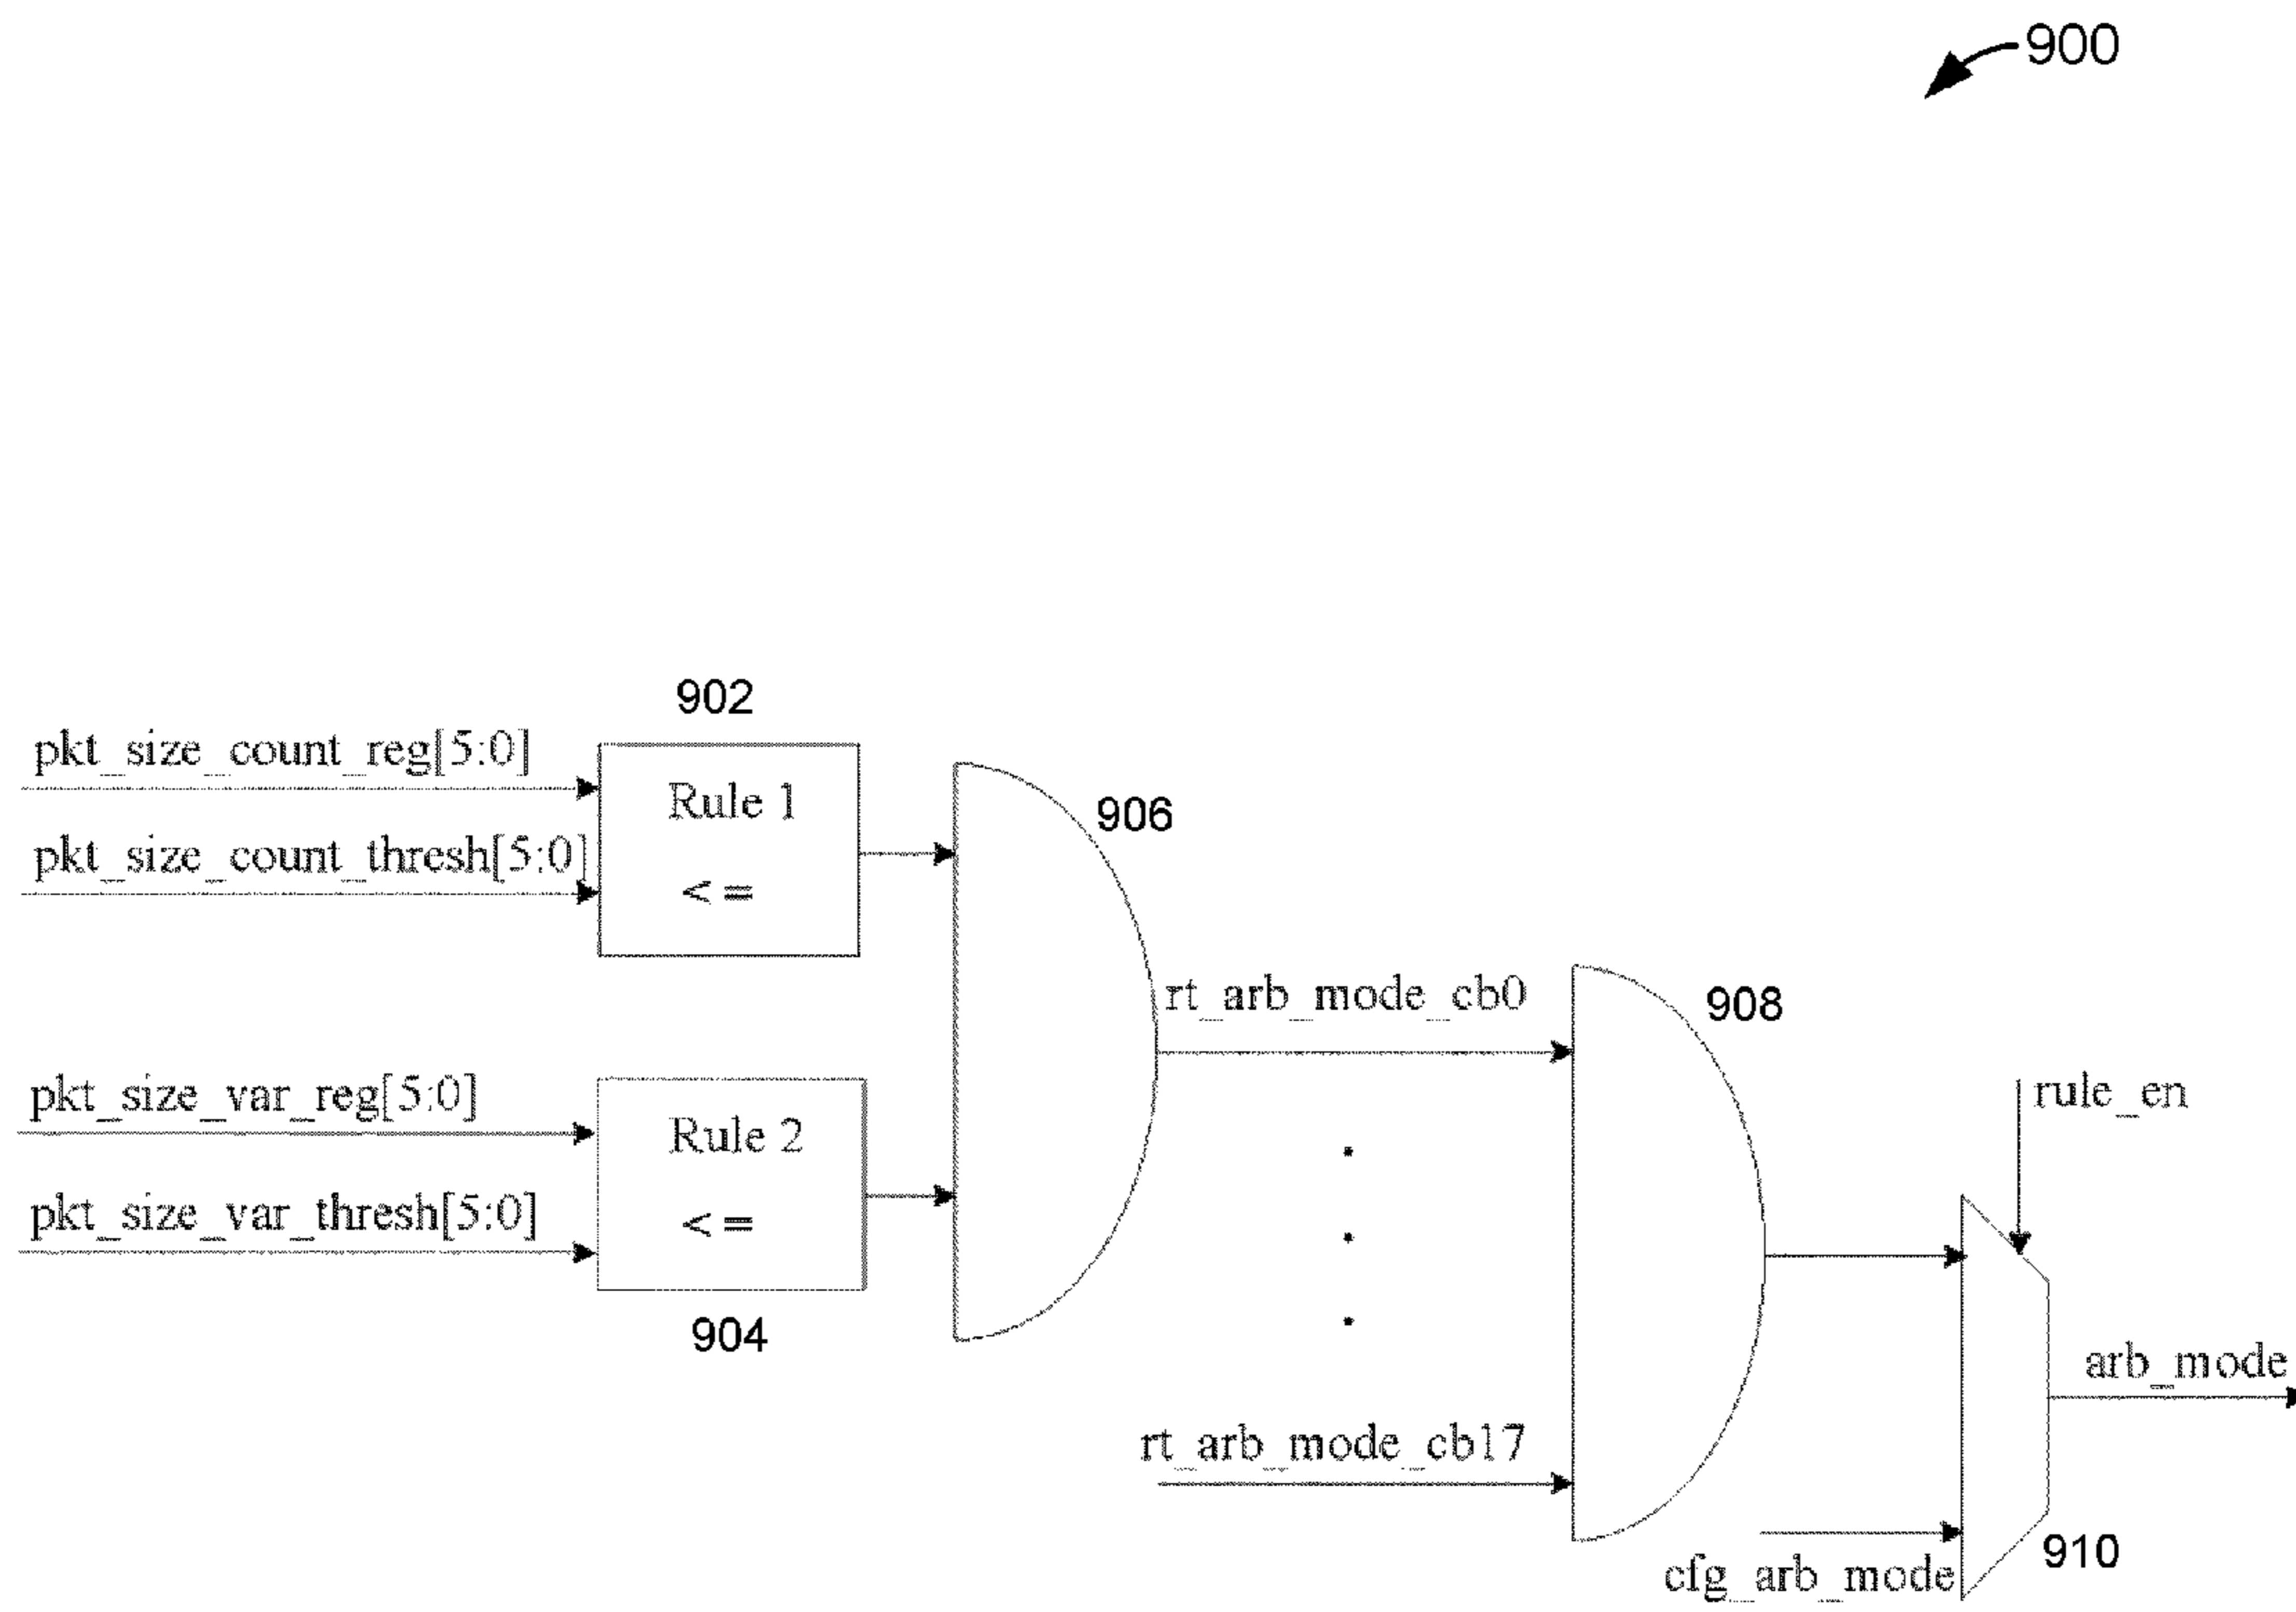 900
902
pkt_size_count_reg[5:0]
Rule 1
906
pkt_size_count_thresh[5:0]
<=
rt_arb_mode_cb0
908
pkt_size_var_reg[5:0]
Rule 2
rule_en
pkt_size_var_thresh[5:0]
<=
904
arb_mode
rt_arb_mode_cb17
910
cfg_arb_mode